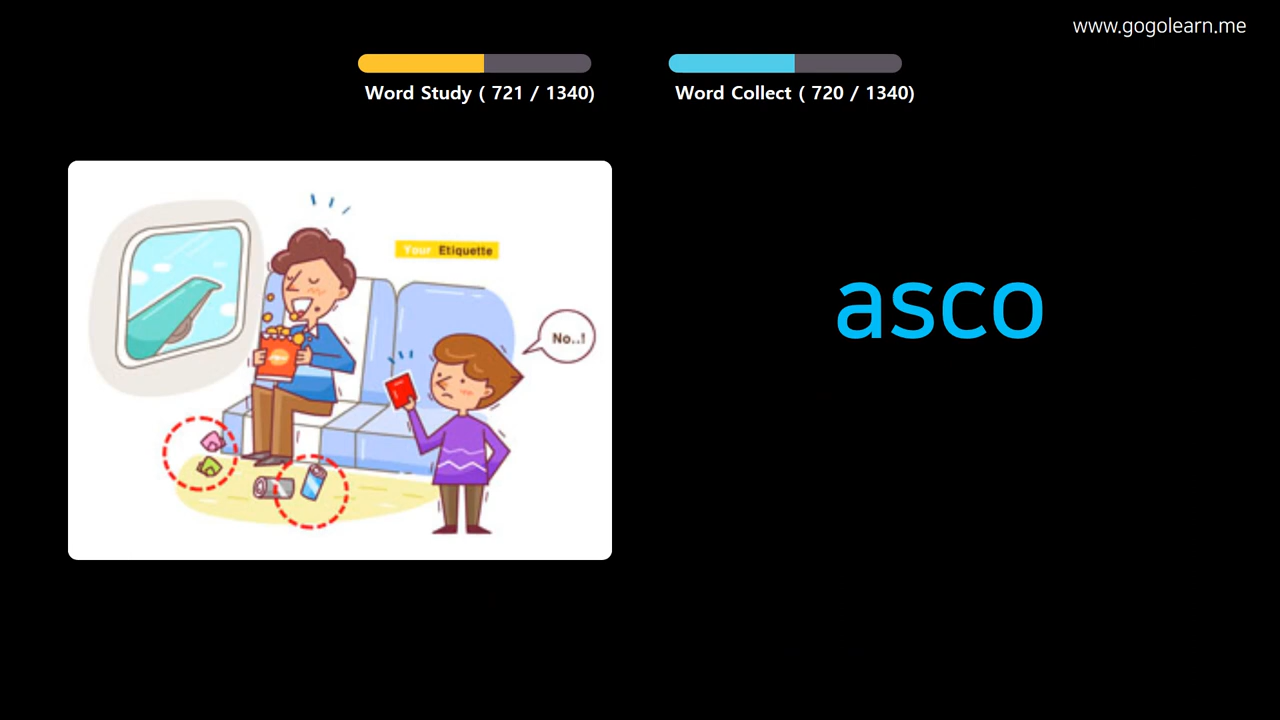 www.gogolearn.me
Word Study ( 721 / 1340)
Word Collect ( 720 / 1340)
Your Etiquette
No..!
asco